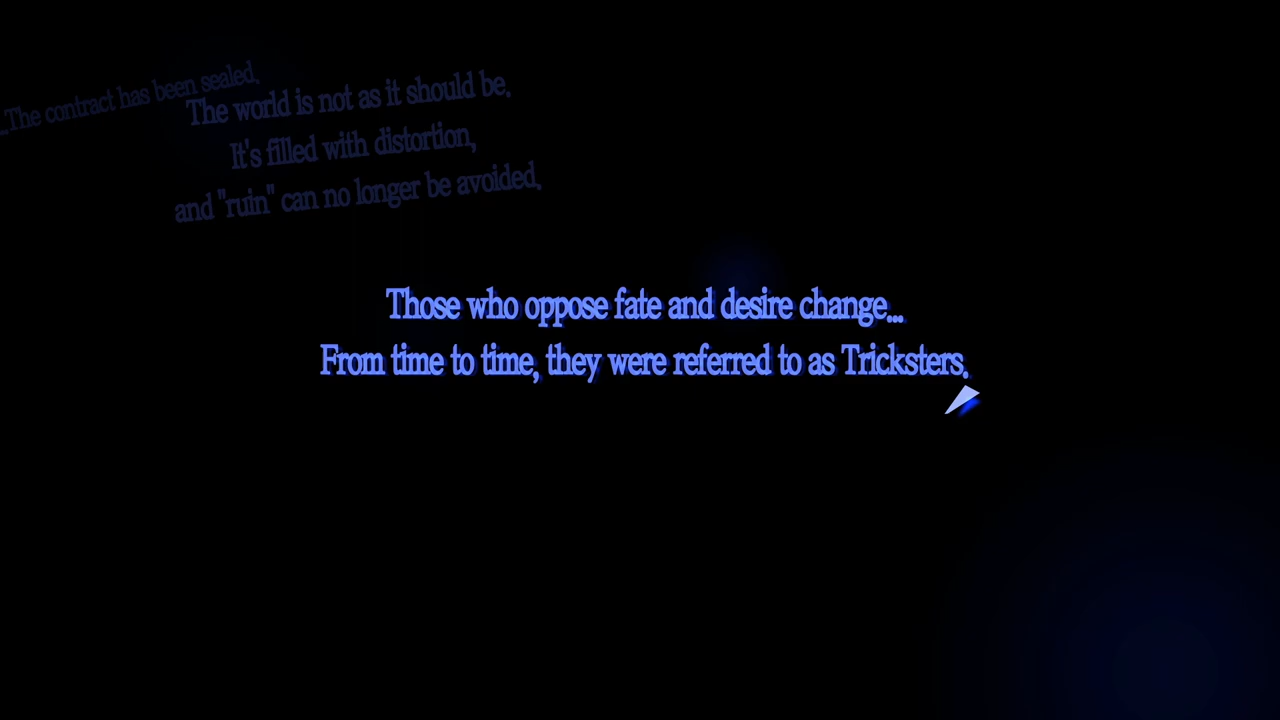 ...The contract has been sealed.
The world is not as it should be.
It's filled with distortion,
and "ruin" can no longer be avoided.
Those who oppose fate and desire change...
From time to time, they were referred to as Tricksters.